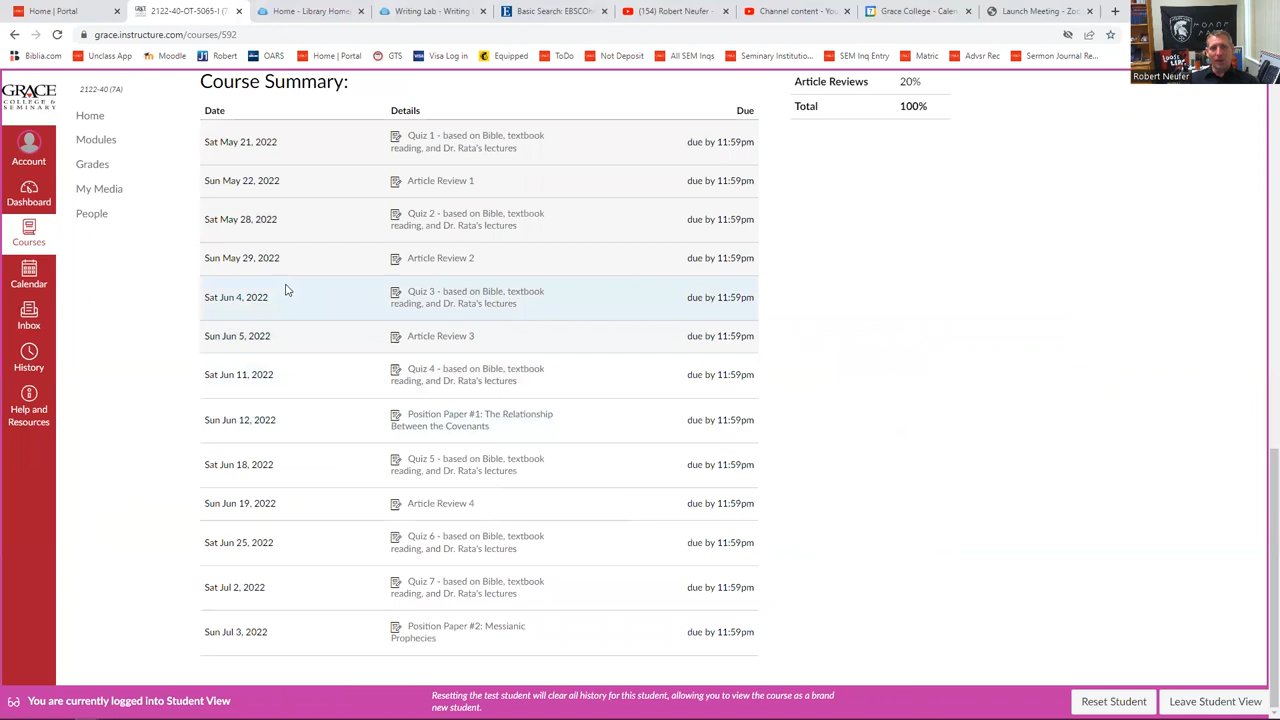 Home | Portal
2122-40-OT-5065-I
Home - Library Home
Writing Lab - Writing
Basic Search: EBSCOh
(154) Robert Neufer -
Channel content - You
Grace College - Calen
Launch Meeting - Zoo
grace.instructure.com/courses/592
Biblia.com
Unclass App
Moodle
Robert
OARS
Home | Portal
GTS
Visa Log in
Equipped
ToDo
Not Deposit
All SEM Inqs
Seminary Institutio...
SEM Inq Entry
Matric
Advsr Rec
Sermon Journal Re...
Robert Neufer
GRACE
COLLEGE &
SEMINARY
Account
Dashboard
Courses
Calendar
Inbox
History
Help and
Resources
2122-40 (7A)
Home
Modules
Grades
My Media
People
Course Summary:
Date Details Due
Sat May 21, 2022 Quiz 1 - based on Bible, textbook reading, and Dr. Rata's lectures due by 11:59pm
Sun May 22, 2022 Article Review 1 due by 11:59pm
Sat May 28, 2022 Quiz 2 - based on Bible, textbook reading, and Dr. Rata's lectures due by 11:59pm
Sun May 29, 2022 Article Review 2 due by 11:59pm
Sat Jun 4, 2022 Quiz 3 - based on Bible, textbook reading, and Dr. Rata's lectures due by 11:59pm
Sun Jun 5, 2022 Article Review 3 due by 11:59pm
Sat Jun 11, 2022 Quiz 4 - based on Bible, textbook reading, and Dr. Rata's lectures due by 11:59pm
Sun Jun 12, 2022 Position Paper #1: The Relationship Between the Covenants due by 11:59pm
Sat Jun 18, 2022 Quiz 5 - based on Bible, textbook reading, and Dr. Rata's lectures due by 11:59pm
Sun Jun 19, 2022 Article Review 4 due by 11:59pm
Sat Jun 25, 2022 Quiz 6 - based on Bible, textbook reading, and Dr. Rata's lectures due by 11:59pm
Sat Jul 2, 2022 Quiz 7 - based on Bible, textbook reading, and Dr. Rata's lectures due by 11:59pm
Sun Jul 3, 2022 Position Paper #2: Messianic Prophecies due by 11:59pm
Article Reviews 20%
Total 100%
You are currently logged into Student View
Resetting the test student will clear all history for this student, allowing you to view the course as a brand
new student.
Reset Student
Leave Student View